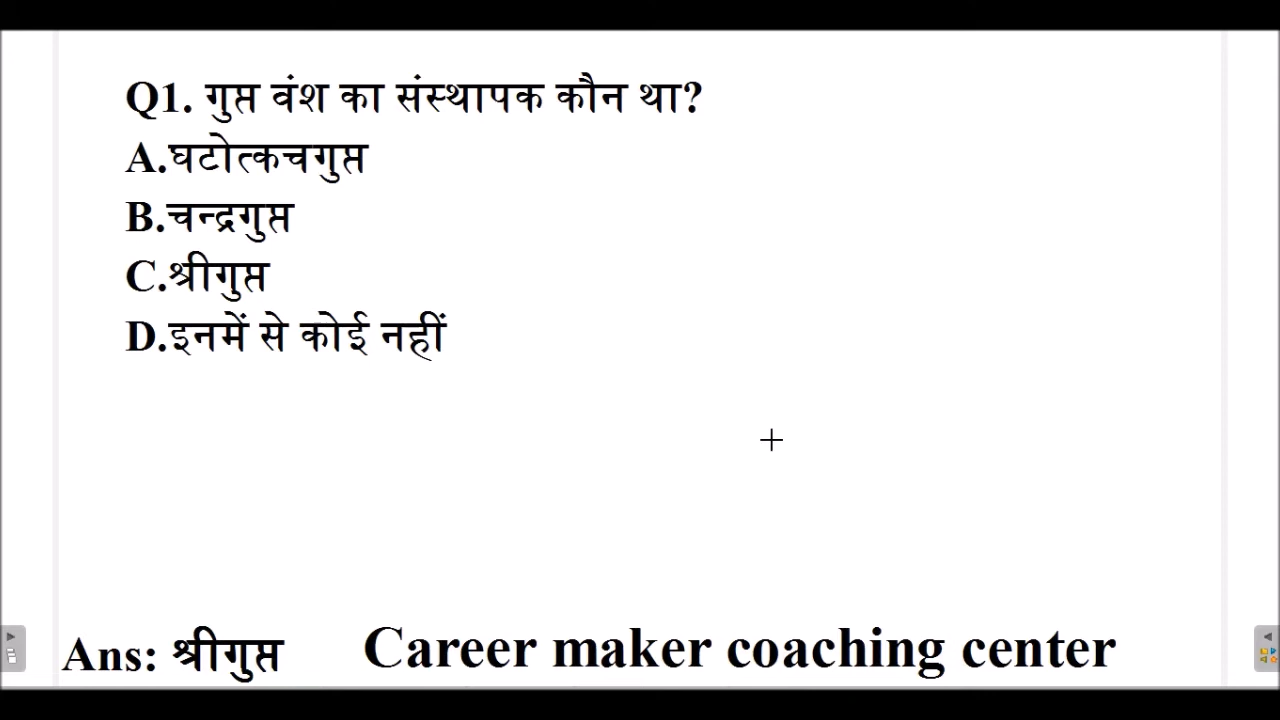 Q1. गुप्त वंश का संस्थापक कौन था?
A.घटोत्कचगुप्त
B.चन्द्रगुप्त
C.श्रीगुप्त
D.इनमें से कोई नहीं
Ans: श्रीगुप्त Career maker coaching center